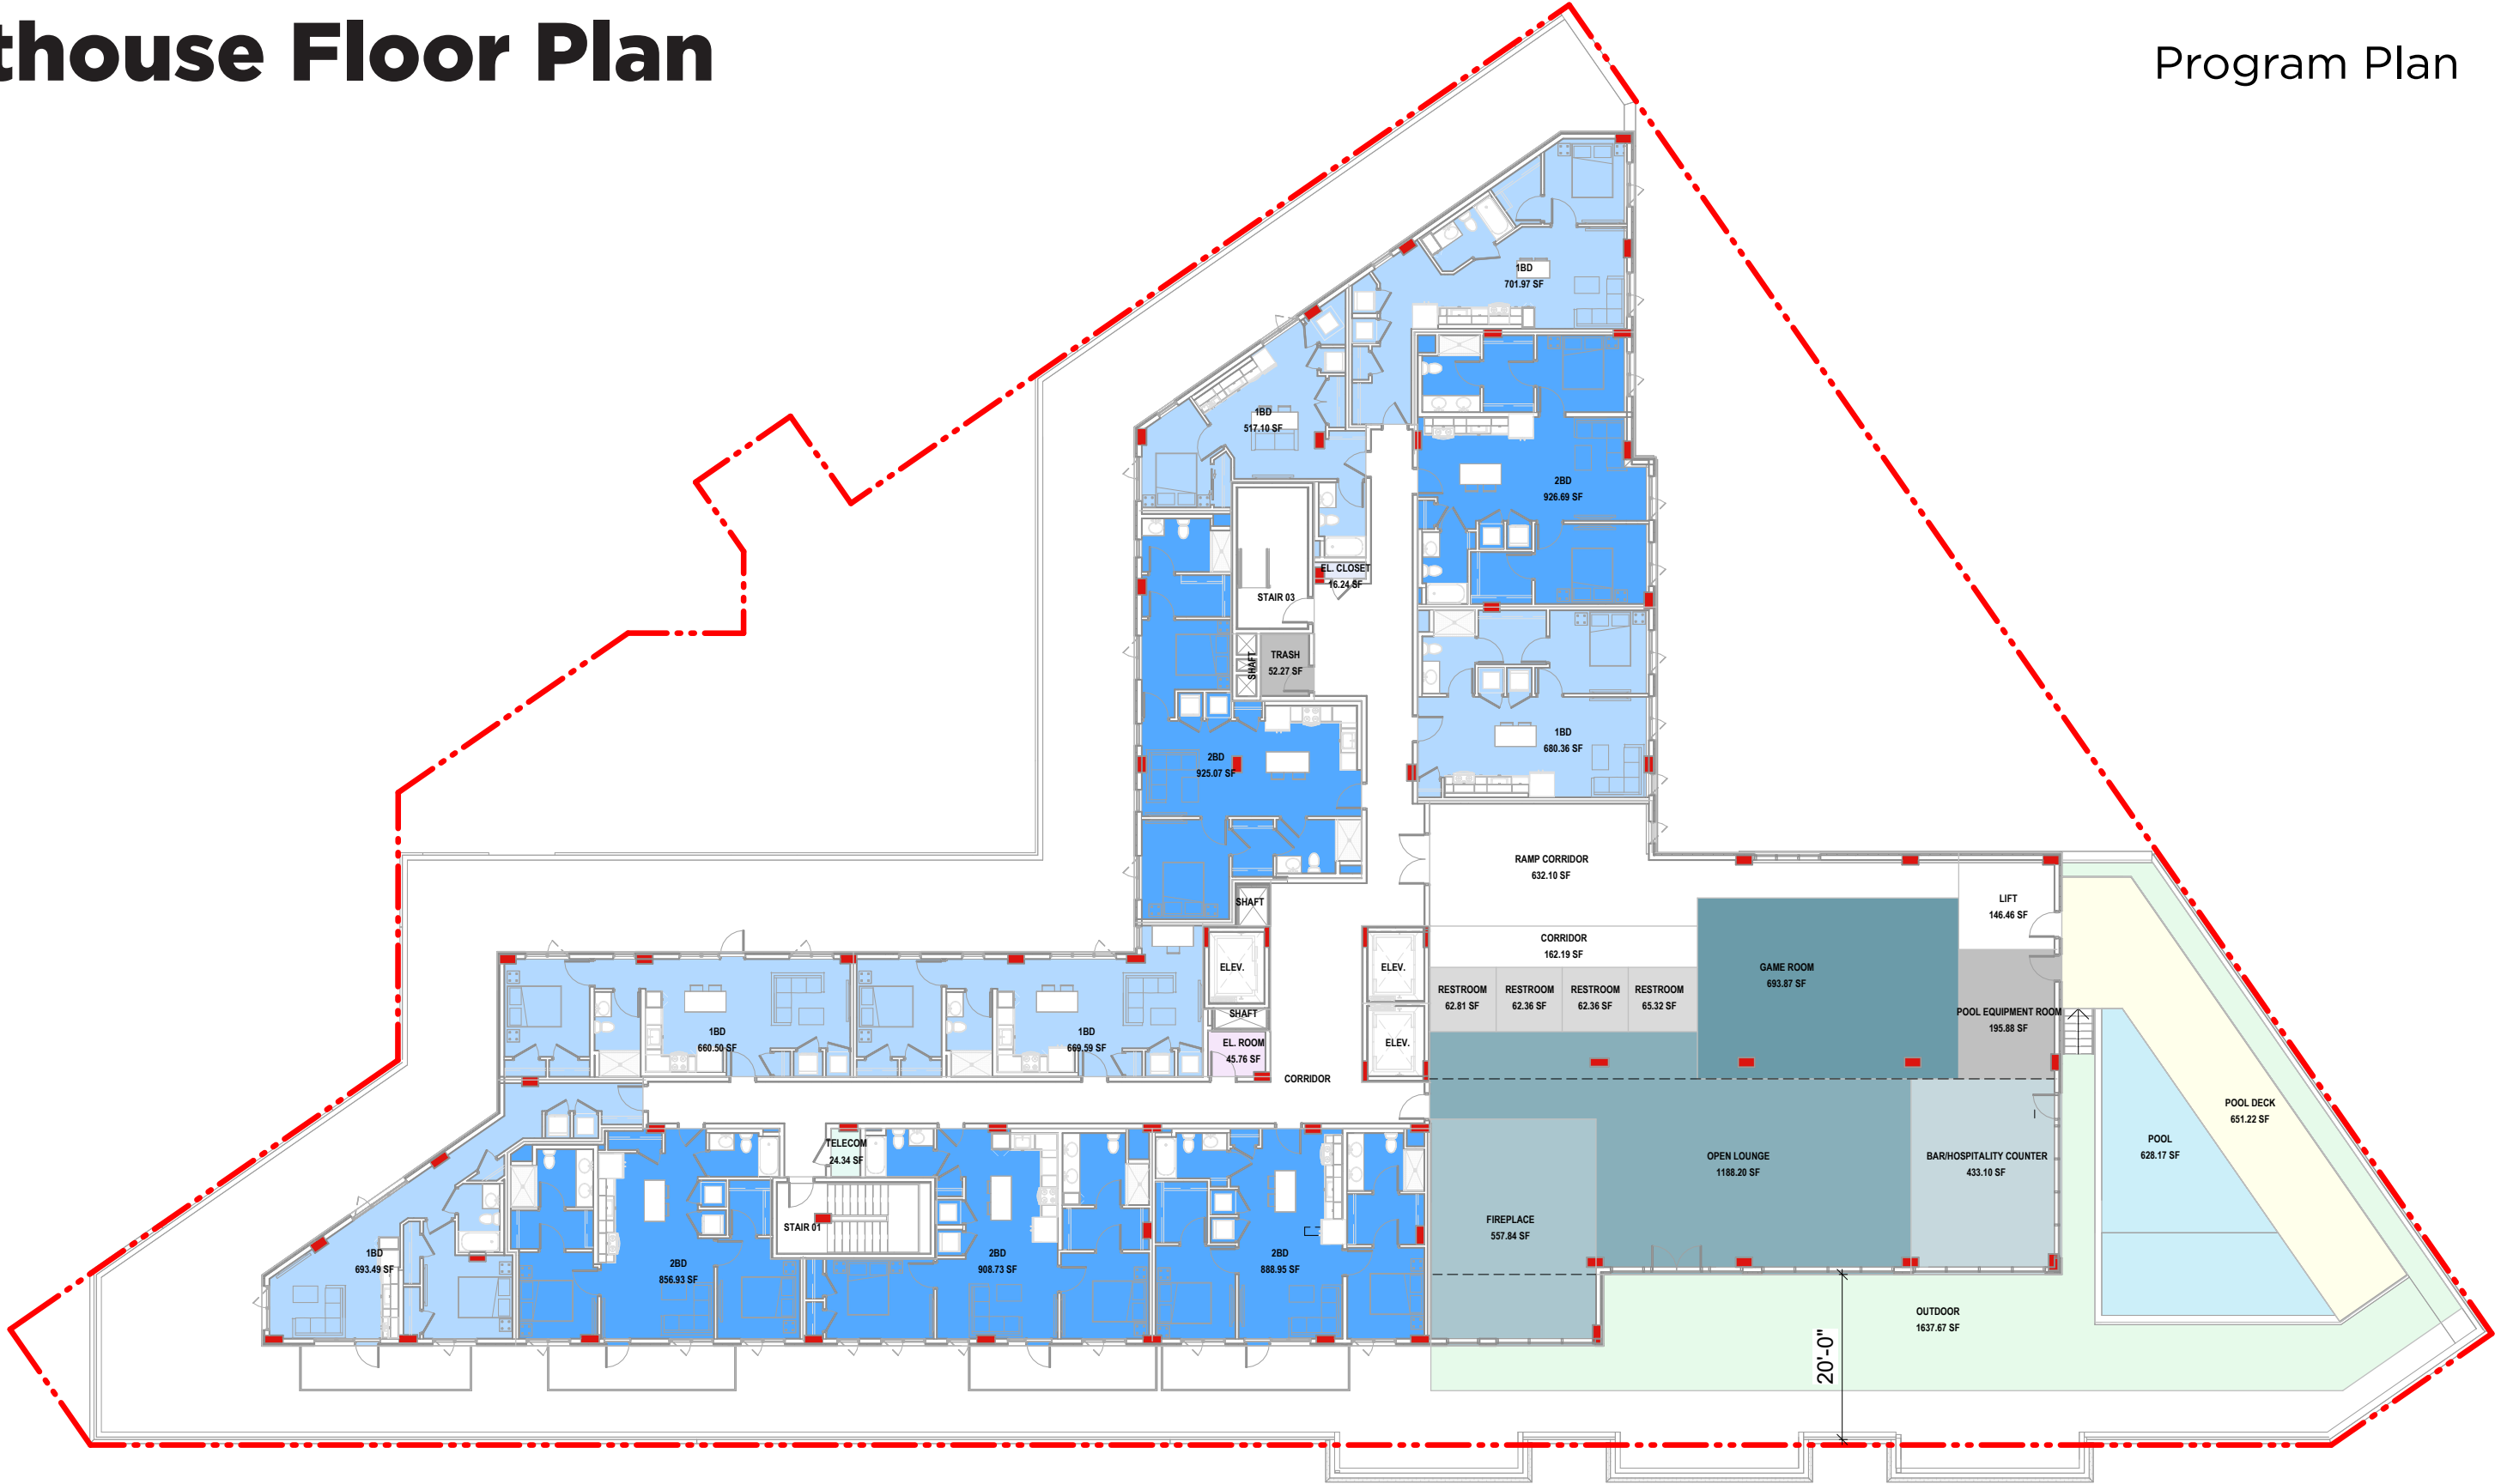 thouse Floor Plan
Program Plan
1BD
701.97 SF
1BD
517.10 SF
2BD
926.69 SF
EL. CLOSET
16.24 SF
STAIR 03
SHAFT
TRASH
52.27 SF
1BD
680.36 SF
2BD
925.07 SF
RAMP CORRIDOR
632.10 SF
SHAFT
LIFT
146.46 SF
CORRIDOR
162.19 SF
ELEV.
ELEV.
GAME ROOM
693.87 SF
RESTROOM
62.81 SF
RESTROOM
62.36 SF
RESTROOM
62.36 SF
RESTROOM
65.32 SF
SHAFT
POOL EQUIPMENT ROOM
195.88 SF
1BD
660.50 SF
1BD
669.59 SF
EL. ROOM
45.76 SF
ELEV.
CORRIDOR
POOL DECK
651.22 SF
TELECOM
24.34 SF
POOL
628.17 SF
OPEN LOUNGE
1188.20 SF
BAR/HOSPITALITY COUNTER
433.10 SF
STAIR 01
FIREPLACE
557.84 SF
1BD
693.49 SF
2BD
856.93 SF
2BD
908.73 SF
2BD
888.95 SF
OUTDOOR
1637.67 SF
20'-0"